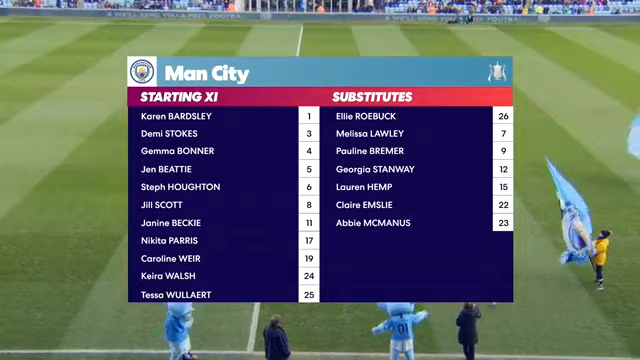 Man City
STARTING XI
Karen BARDSLEY 1
Demi STOKES 3
Gemma BONNER 4
Jen BEATTIE 5
Steph HOUGHTON 6
Jill SCOTT 8
Janine BECKIE 11
Nikita PARRIS 17
Caroline WEIR 19
Keira WALSH 24
Tessa WULLAERT 25
SUBSTITUTES
Ellie ROEBUCK 26
Melissa LAWLEY 7
Pauline BREMER 9
Georgia STANWAY 12
Lauren HEMP 15
Claire EMSLIE 22
Abbie MCMANUS 23
01